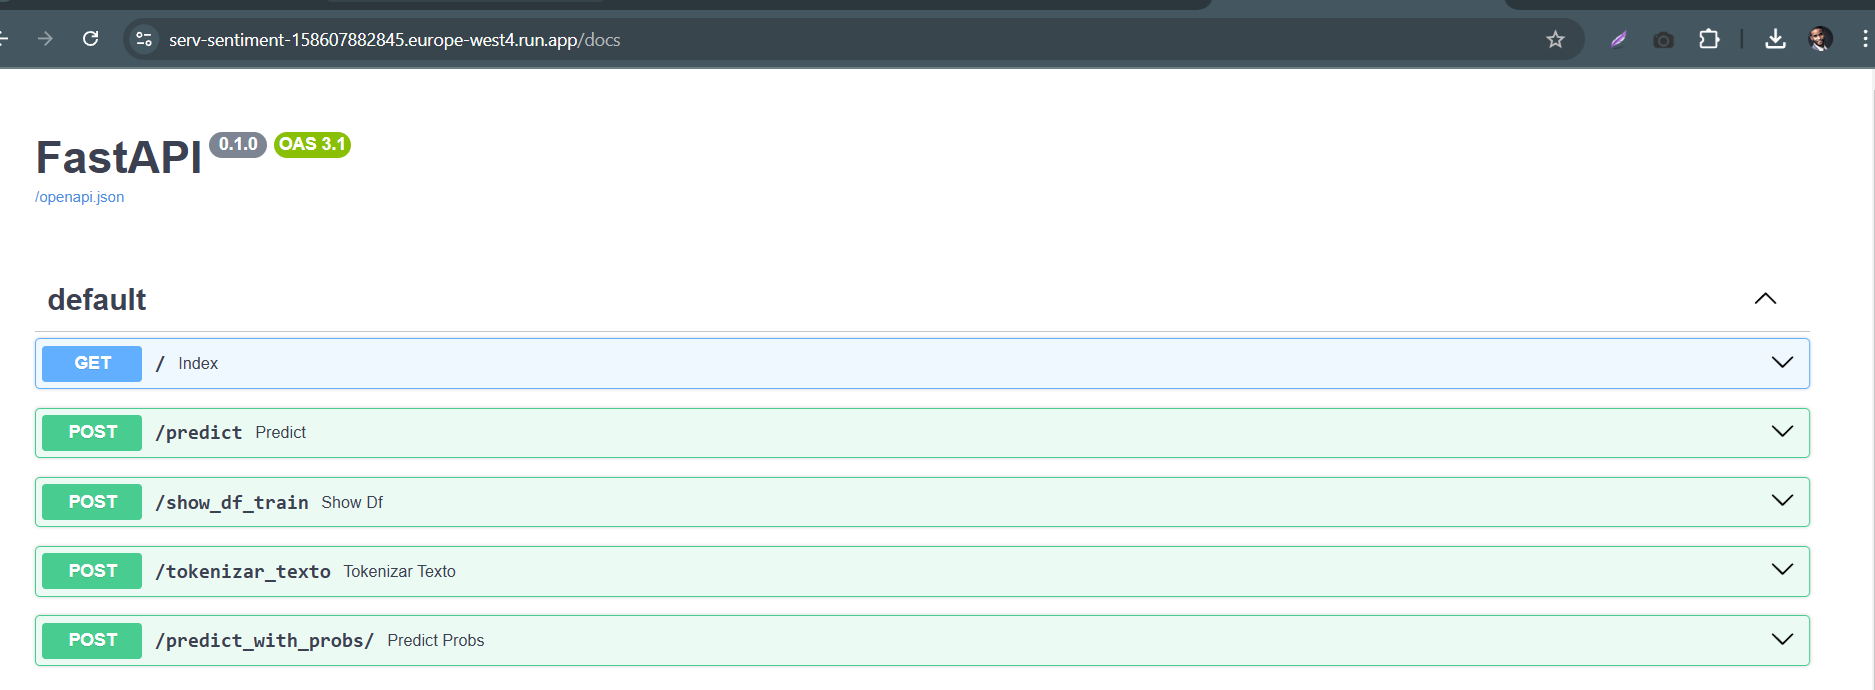 serv-sentiment-158607882845.europe-west4.run.app/docs
FastAPI 0.1.0 OAS 3.1
/openapi.json
default
GET / Index
POST /predict Predict
POST /show_df_train Show Df
POST /tokenizar_texto Tokenizar Texto
POST /predict_with_probs/ Predict Probs